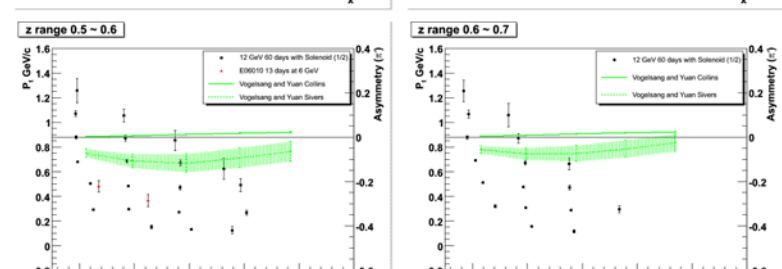 x
x
z range 0.5 ~ 0.6
1.6
1.4
1.2
1
0.8
0.6
0.4
0.2
0
P_t GeV/c
12 GeV 60 days with Solenoid (1/2)
E06010 13 days at 6 GeV
Vogelsang and Yuan Collins
Vogelsang and Yuan Sivers
0.4
0.2
0
-0.2
-0.4
Asymmetry (π⁻)
z range 0.6 ~ 0.7
1.6
1.4
1.2
1
0.8
0.6
0.4
0.2
0
P_t GeV/c
12 GeV 60 days with Solenoid (1/2)
Vogelsang and Yuan Collins
Vogelsang and Yuan Sivers
0.4
0.2
0
-0.2
-0.4
Asymmetry (π⁻)